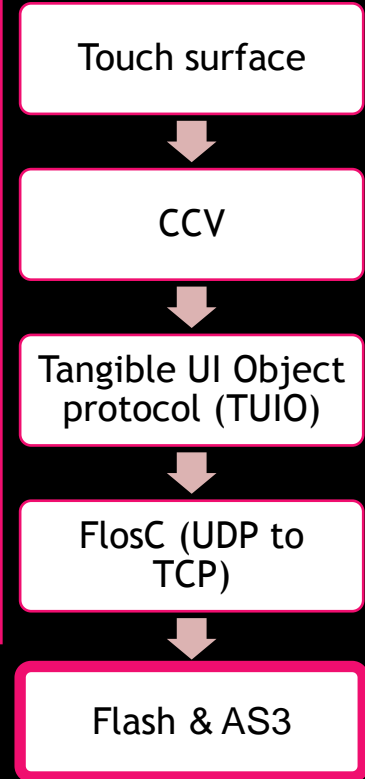 Touch surface
CCV
Tangible UI Object
protocol (TUIO)
FlosC (UDP to
TCP)
Flash & AS3